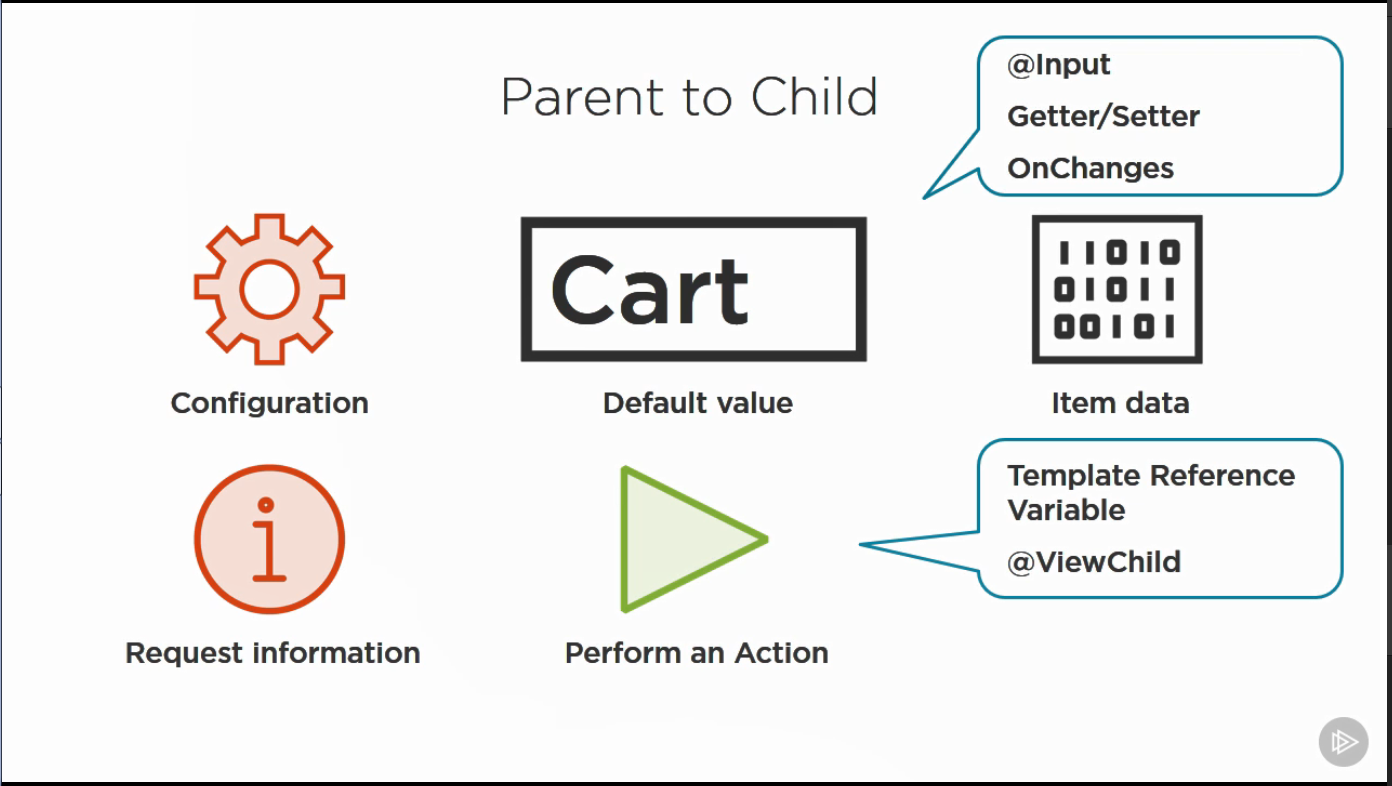 Parent to Child
@Input
Getter/Setter
OnChanges
Cart
11010
01011
00101
Configuration
Default value
Item data
i
Template Reference
Variable
@ViewChild
Request information
Perform an Action